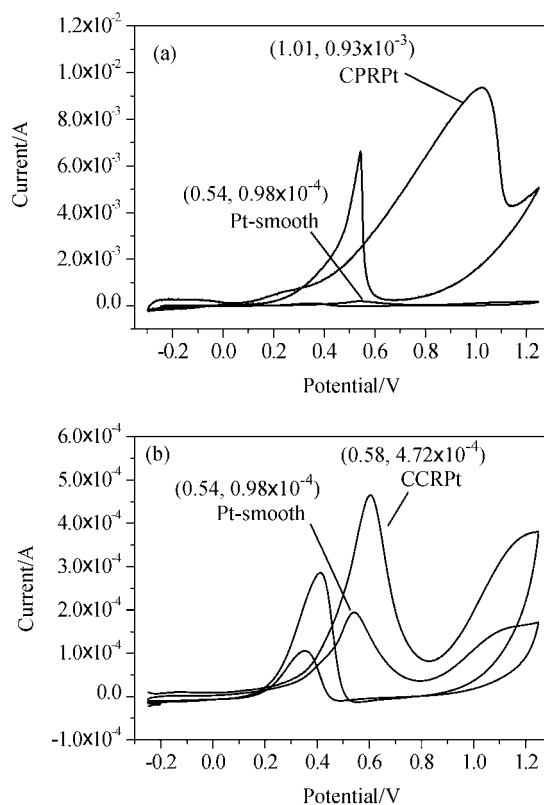 (a)
(1.01, 0.93x10⁻³)
CPRPt
(0.54, 0.98x10⁻⁴)
Pt-smooth
Current/A
1.2x10⁻²
1.0x10⁻²
8.0x10⁻³
6.0x10⁻³
4.0x10⁻³
2.0x10⁻³
0.0
-0.2 0.0 0.2 0.4 0.6 0.8 1.0 1.2
Potential/V
(b)
(0.58, 4.72x10⁻⁴)
CCRPt
(0.54, 0.98x10⁻⁴)
Pt-smooth
Current/A
6.0x10⁻⁴
5.0x10⁻⁴
4.0x10⁻⁴
3.0x10⁻⁴
2.0x10⁻⁴
1.0x10⁻⁴
0.0
-1.0x10⁻⁴
-0.2 0.0 0.2 0.4 0.6 0.8 1.0 1.2
Potential/V